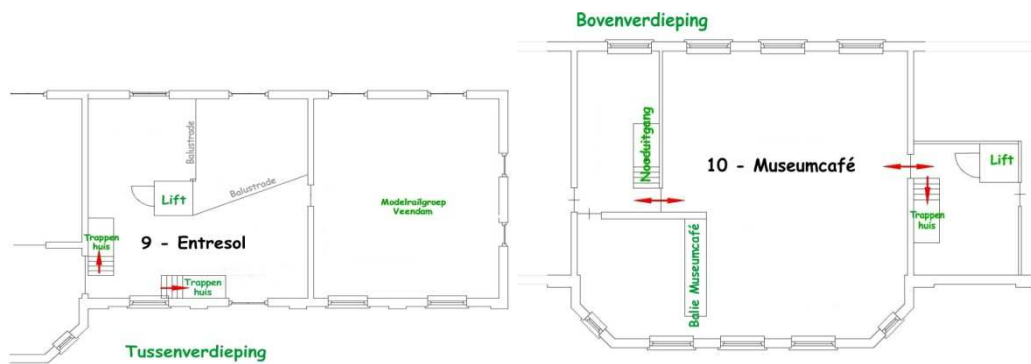 Balustrade
Balustrade
Lift
Modelrailgroep
Veendam
Trappen
huis
9 - Entresol
Trappen
huis
Tussenverdieping
Bovenverdieping
Nooduitgang
10 - Museumcafé
Lift
Trappen
huis
Balie Museumcafé